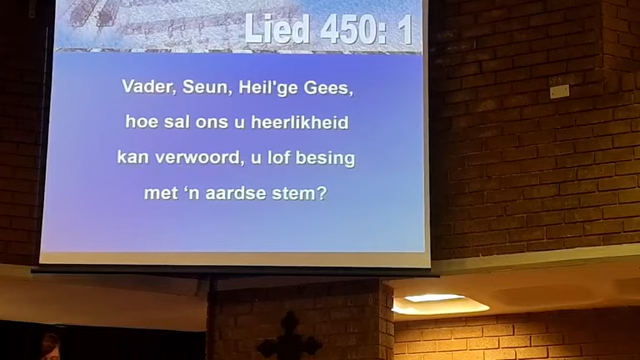 Lied 450: 1
Vader, Seun, Heil'ge Gees,
hoe sal ons u heerlikheid
kan verwoord, u lof besing
met ‘n aardse stem?